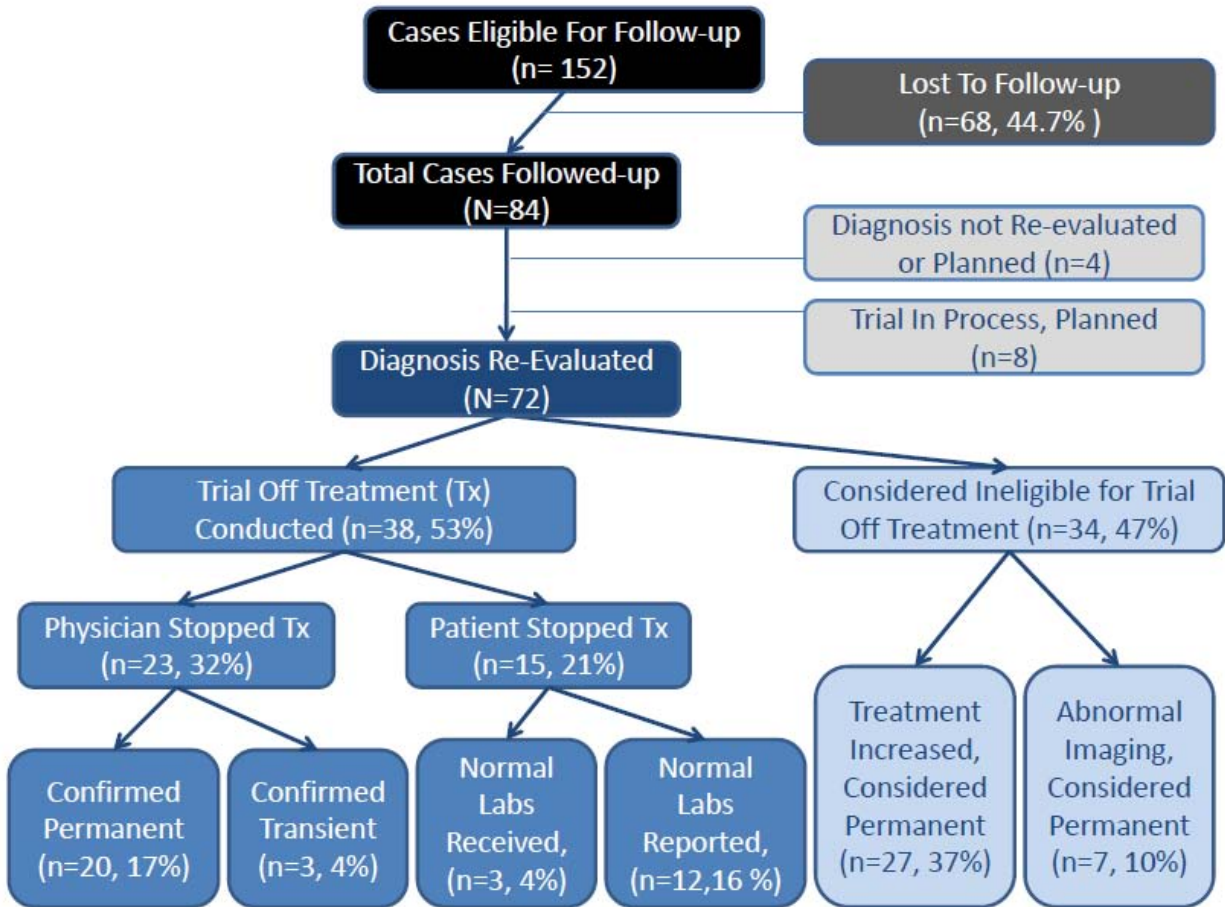 Cases Eligible For Follow-up
(n= 152)
Lost To Follow-up
(n=68, 44.7% )
Total Cases Followed-up
(N=84)
Diagnosis not Re-evaluated
or Planned (n=4)
Trial In Process, Planned
(n=8)
Diagnosis Re-Evaluated
(N=72)
Trial Off Treatment (Tx)
Conducted (n=38, 53%)
Considered Ineligible for Trial
Off Treatment (n=34, 47%)
Physician Stopped Tx
(n=23, 32%)
Patient Stopped Tx
(n=15, 21%)
Confirmed
Permanent
(n=20, 17%)
Confirmed
Transient
(n=3, 4%)
Normal
Labs
Received,
(n=3, 4%)
Normal
Labs
Reported,
(n=12,16 %)
Treatment
Increased,
Considered
Permanent
(n=27, 37%)
Abnormal
Imaging,
Considered
Permanent
(n=7, 10%)